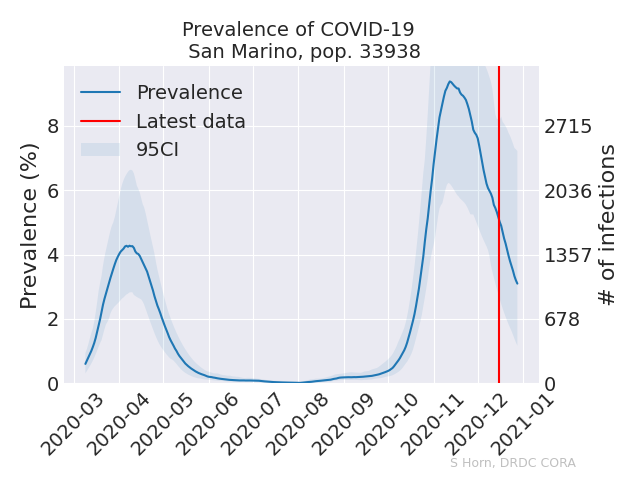 Prevalence of COVID-19
San Marino, pop. 33938
Prevalence
Latest data
95CI
Prevalence (%)
8
6
4
2
0
2715
2036
1357
678
0
# of infections
2020-03
2020-04
2020-05
2020-06
2020-07
2020-08
2020-09
2020-10
2020-11
2020-12
2021-01
S Horn, DRDC CORA